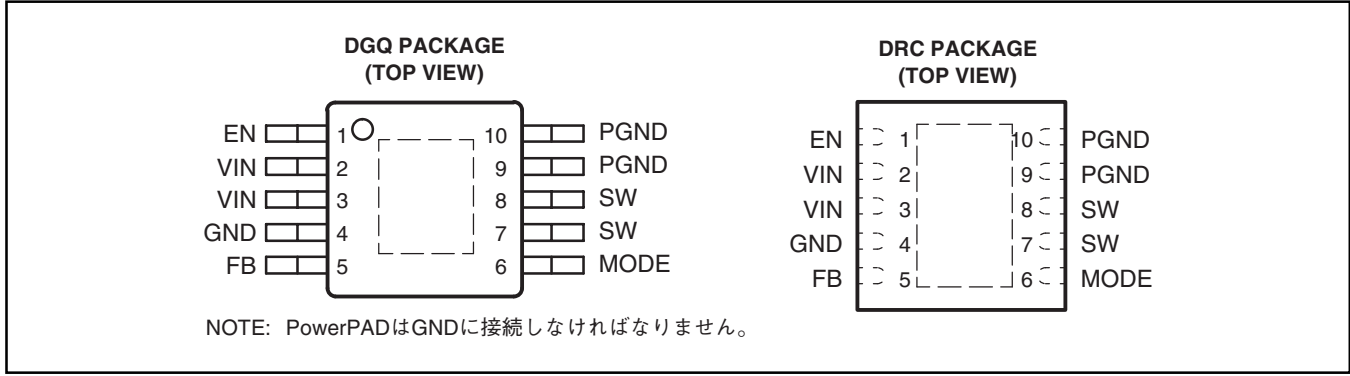 DGQ PACKAGE
(TOP VIEW)
EN 1 10 PGND
VIN 2 9 PGND
VIN 3 8 SW
GND 4 7 SW
FB 5 6 MODE
DRC PACKAGE
(TOP VIEW)
EN 1 10 PGND
VIN 2 9 PGND
VIN 3 8 SW
GND 4 7 SW
FB 5 6 MODE
NOTE: PowerPADはGNDに接続しなければなりません。